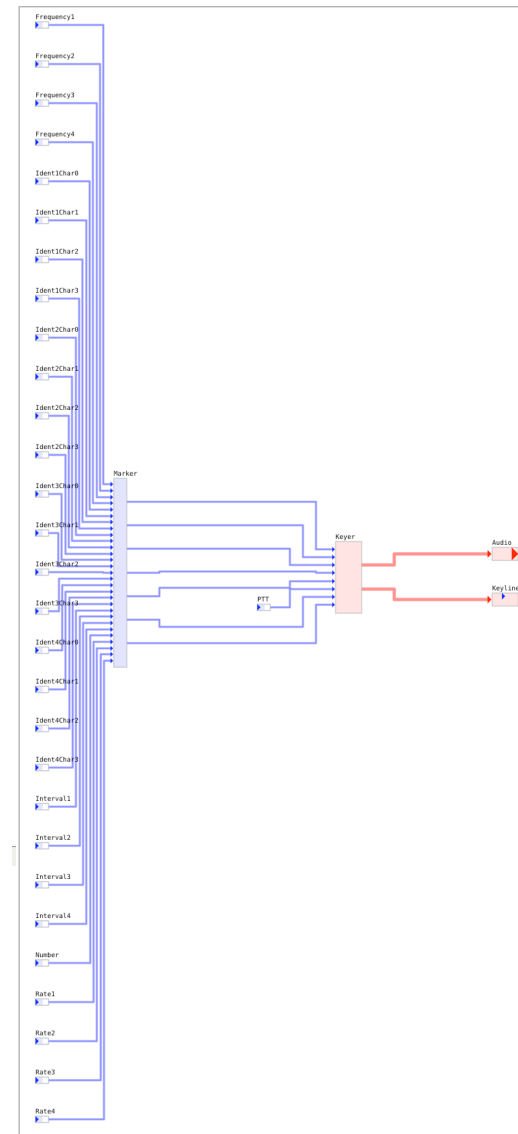 Frequency1
Frequency2
Frequency3
Frequency4
Ident1Char0
Ident1Char1
Ident1Char2
Ident1Char3
Ident2Char0
Ident2Char1
Ident2Char2
Ident2Char3
Marker
Ident3Char0
Ident3Char1
Keyer
Audio
Ident3Char2
Keyline
Ident3Char3
PTT
Ident4Char0
Ident4Char1
Ident4Char2
Ident4Char3
Interval1
Interval2
Interval3
Interval4
Number
Rate1
Rate2
Rate3
Rate4